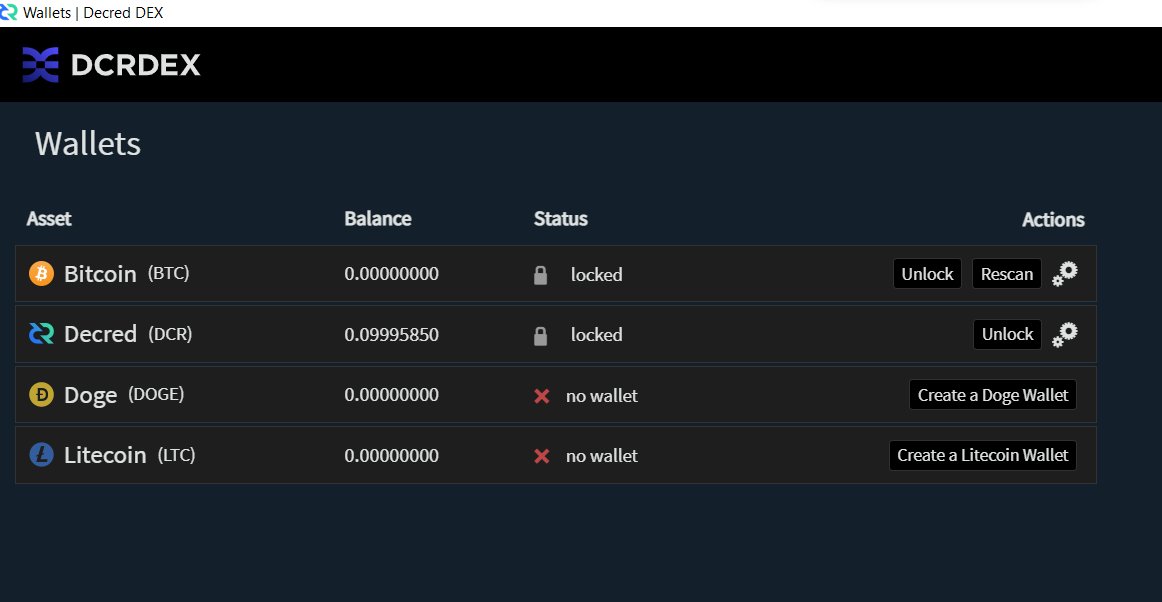 Wallets | Decred DEX
DCRDEX
Wallets
Asset Balance Status Actions
Bitcoin (BTC) 0.00000000 locked Unlock Rescan
Decred (DCR) 0.09995850 locked Unlock
Doge (DOGE) 0.00000000 no wallet Create a Doge Wallet
Litecoin (LTC) 0.00000000 no wallet Create a Litecoin Wallet